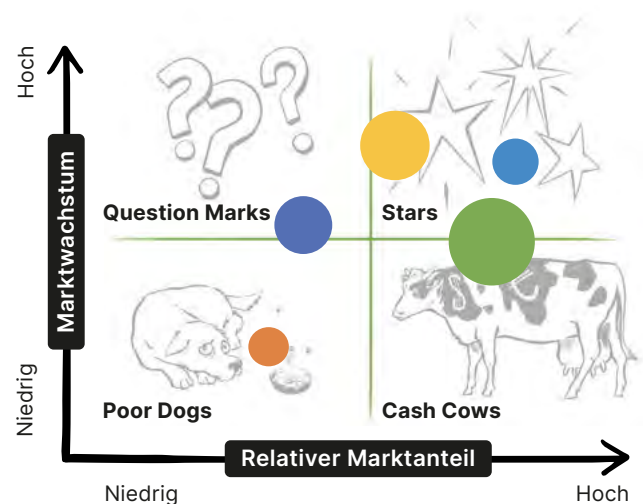 Hoch
Marktwachstum
Niedrig
???
Question Marks
Stars
Poor Dogs
Cash Cows
Relativer Marktanteil
Niedrig
Hoch